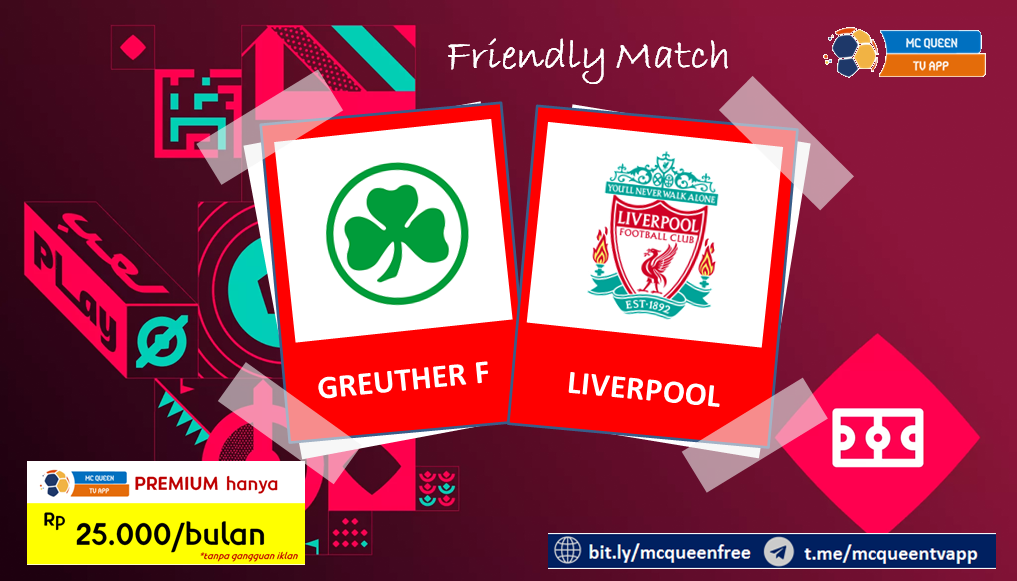 Friendly Match
MC QUEEN
TV APP
Play
YOU'LL NEVER WALK ALONE
LIVERPOOL
FOOTBALL CLUB
EST·1892
GREUTHER F
LIVERPOOL
MC QUEEN
TV APP
PREMIUM hanya
Rp 25.000/bulan
*tanpa gangguan iklan
bit.ly/mcqueenfree
t.me/mcqueentvapp